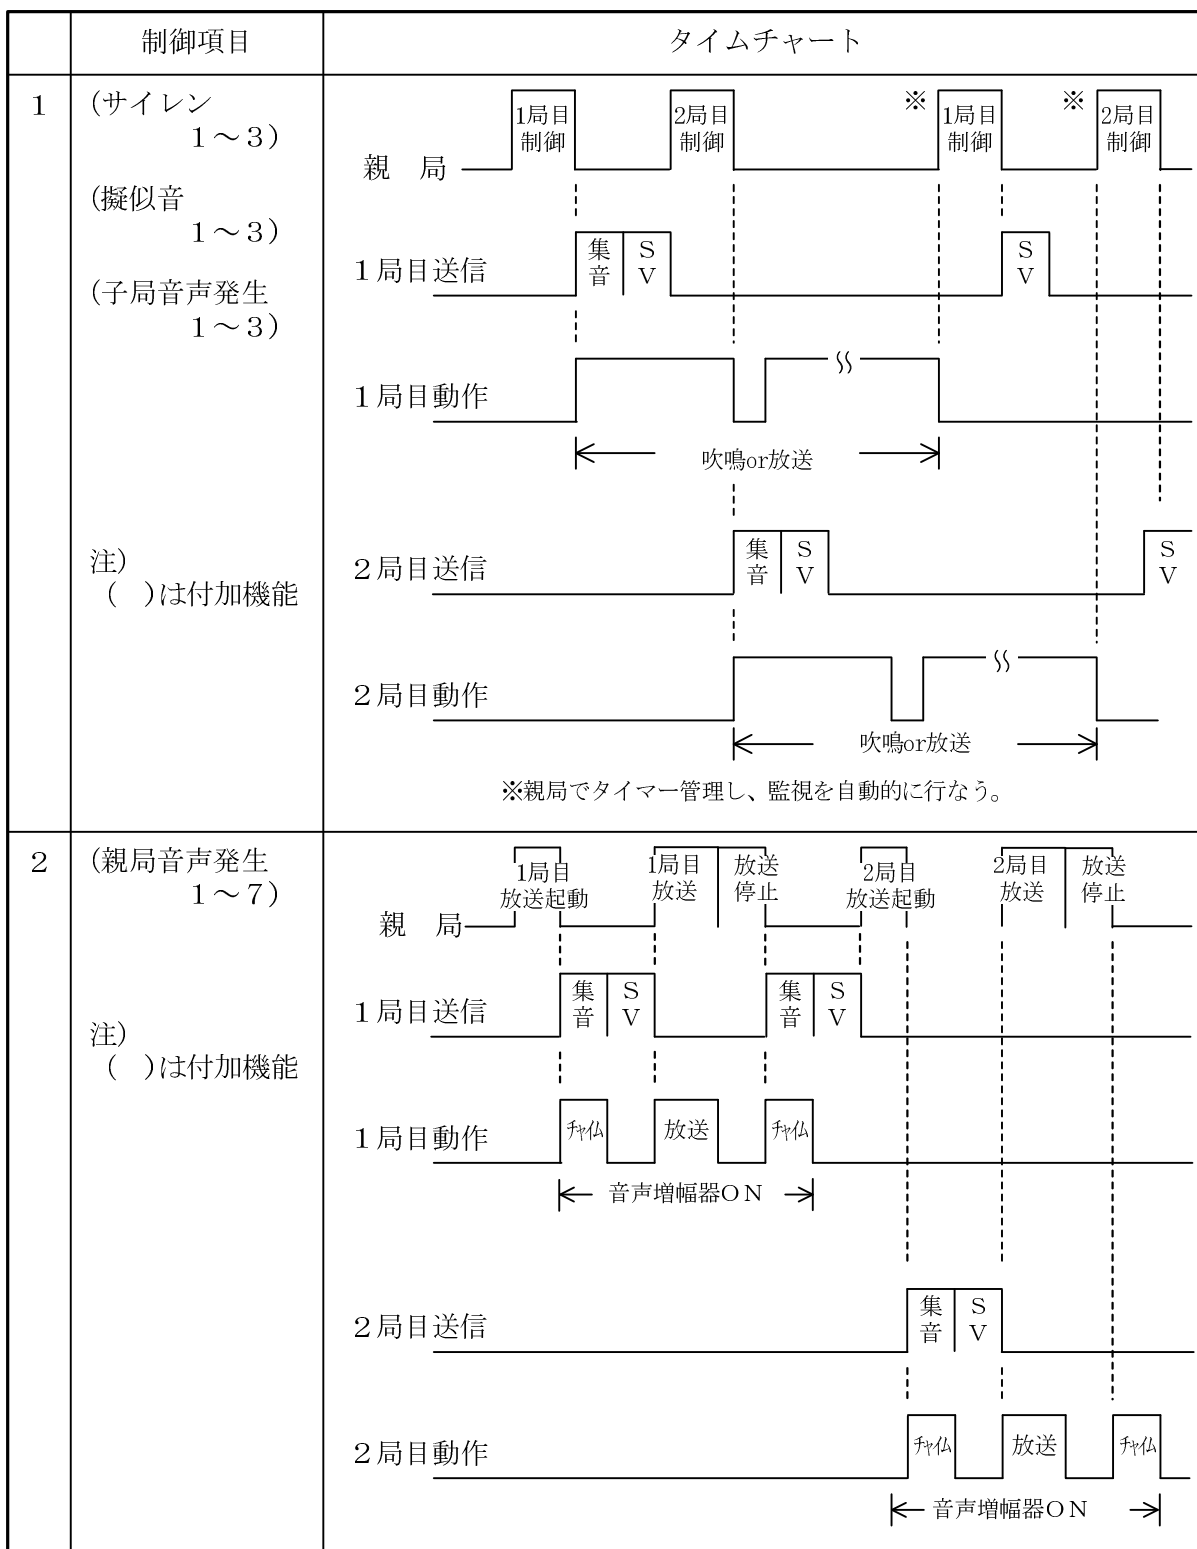 制御項目 タイムチャート
1
(サイレン
1～3)
(擬似音
1～3)
(子局音声発生
1～3)
注)
( )は付加機能
1局目
制御
2局目
制御
※
1局目
制御
※
2局目
制御
親 局
1局目送信
集
音
S
V
S
V
1局目動作
吹鳴or放送
2局目送信
集
音
S
V
S
V
2局目動作
吹鳴or放送
※親局でタイマー管理し、監視を自動的に行なう。
2
(親局音声発生
1～7)
注)
( )は付加機能
1局目
放送起動
1局目
放送
放送
停止
2局目
放送起動
2局目
放送
放送
停止
親 局
1局目送信
集
音
S
V
集
音
S
V
1局目動作
チャイム
放送
チャイム
音声増幅器ON
2局目送信
集
音
S
V
2局目動作
チャイム
放送
チャイム
音声増幅器ON